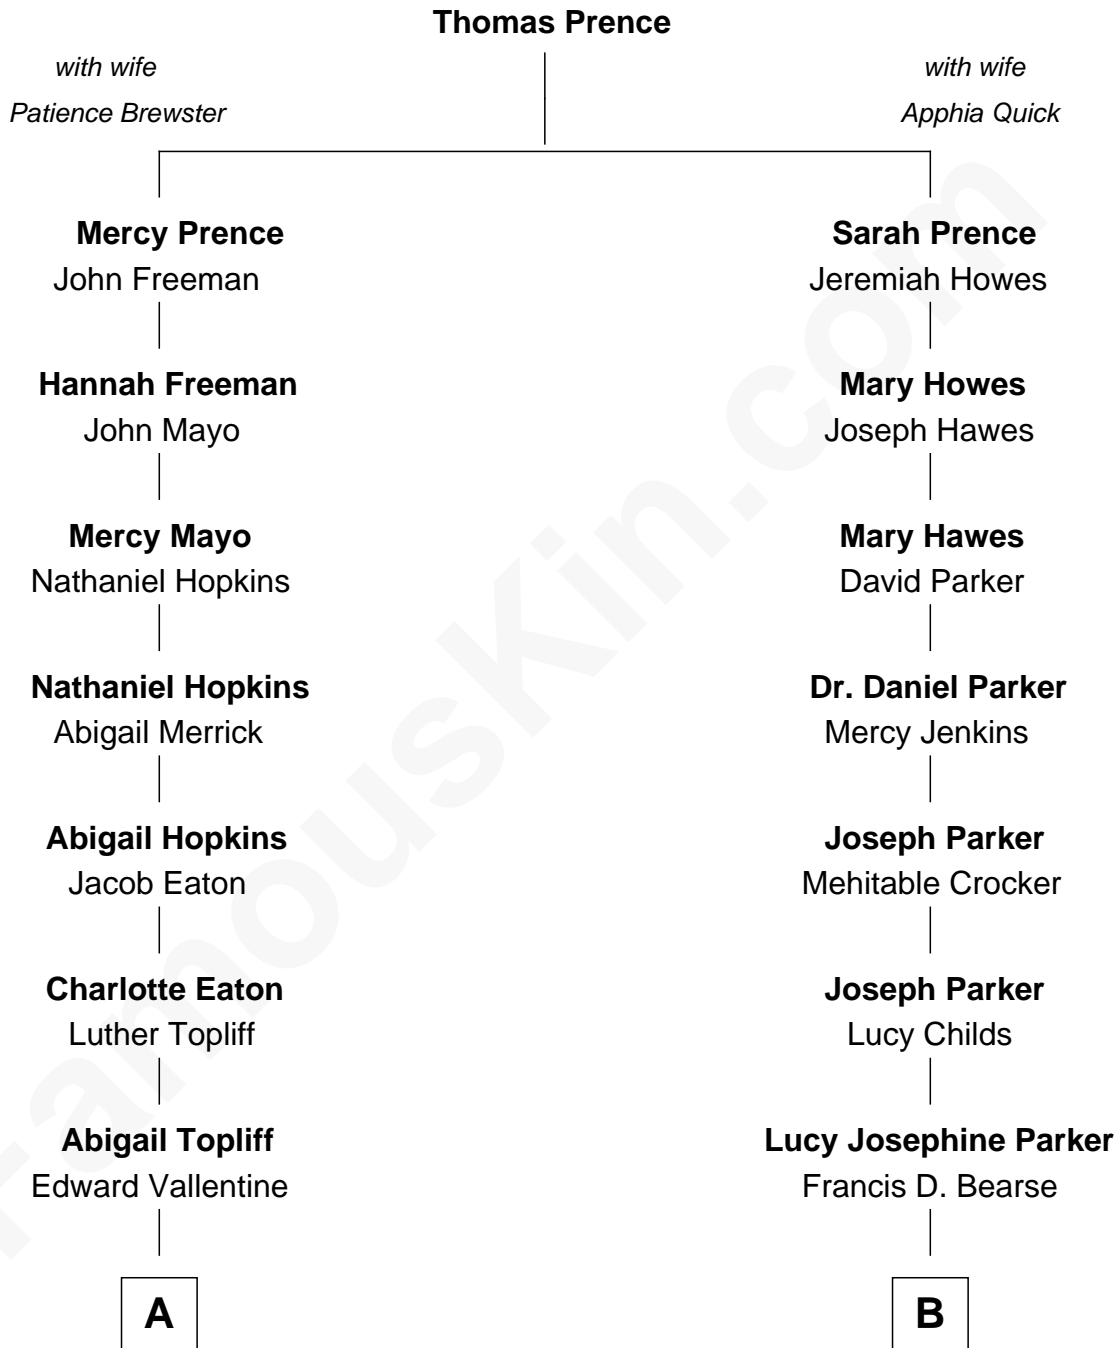 Thomas Prence
with wife
Patience Brewster
with wife
Apphia Quick
Mercy Prence
John Freeman
Sarah Prence
Jeremiah Howes
Hannah Freeman
John Mayo
Mary Howes
Joseph Hawes
Mercy Mayo
Nathaniel Hopkins
Mary Hawes
David Parker
Nathaniel Hopkins
Abigail Merrick
Dr. Daniel Parker
Mercy Jenkins
Abigail Hopkins
Jacob Eaton
Joseph Parker
Mehitable Crocker
Charlotte Eaton
Luther Topliff
Joseph Parker
Lucy Childs
Abigail Topliff
Edward Vallentine
Lucy Josephine Parker
Francis D. Bearse
A
B
FamousKin.com